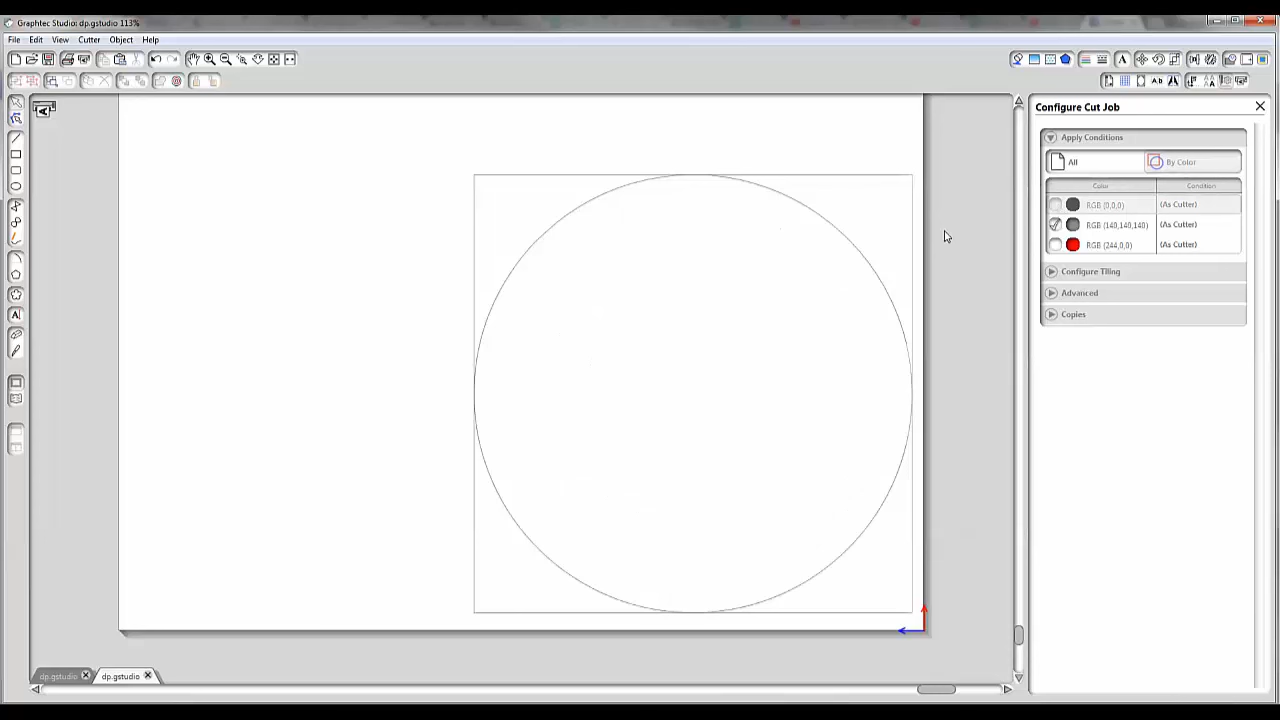 Graphtec Studio: dp.gstudio 113%
File Edit View Cutter Object Help
Configure Cut Job
Apply Conditions
All By Color
Color Condition
RGB (0,0,0) (As Cutter)
RGB (140,140,140) (As Cutter)
RGB (244,0,0) (As Cutter)
Configure Tiling
Advanced
Copies
dp.gstudio dp.gstudio